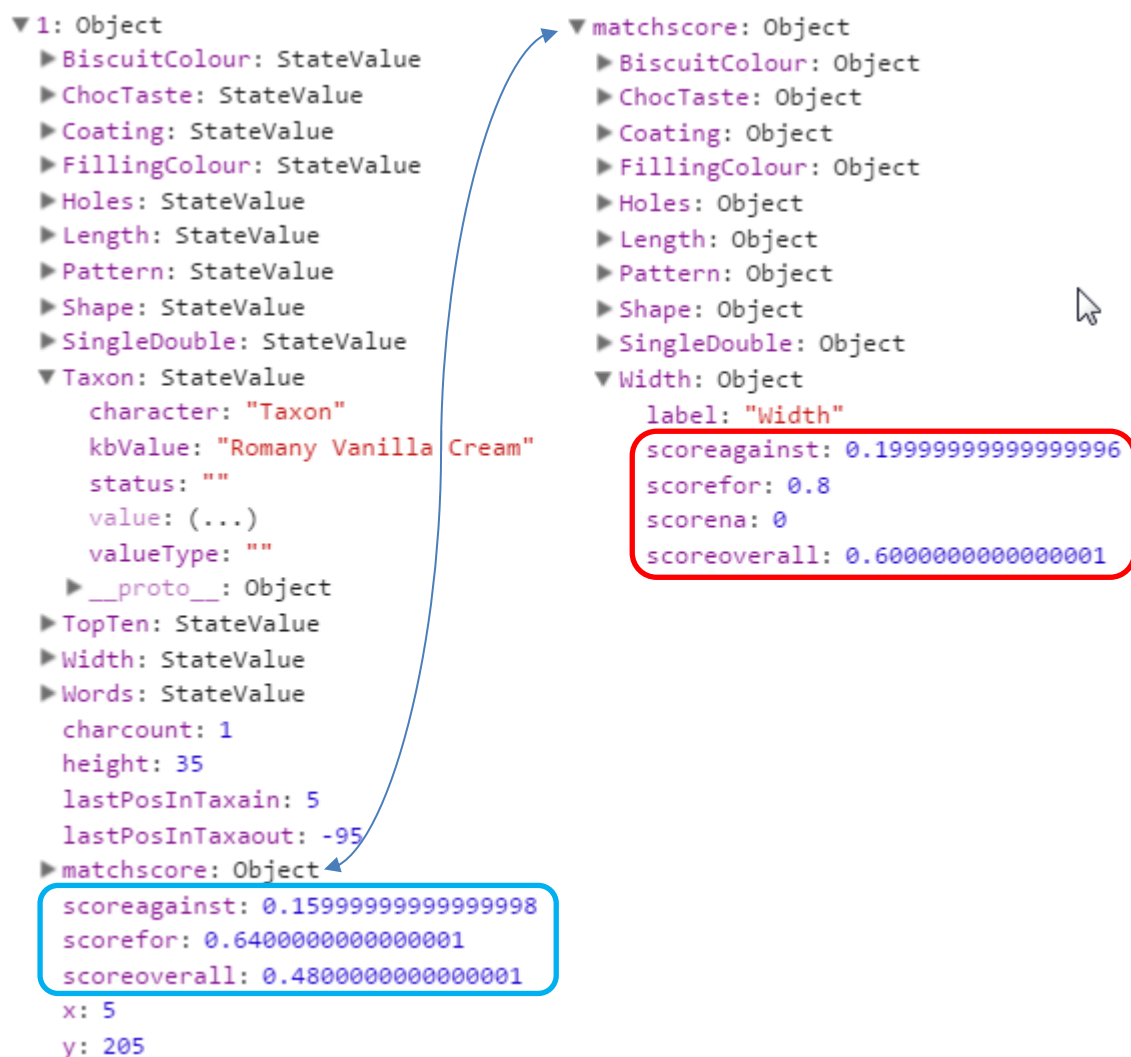 ▼1: Object
▶BiscuitColour: StateValue
▶ChocTaste: StateValue
▶Coating: StateValue
▶FillingColour: StateValue
▶Holes: StateValue
▶Length: StateValue
▶Pattern: StateValue
▶Shape: StateValue
▶SingleDouble: StateValue
▼Taxon: StateValue
character: "Taxon"
kbValue: "Romany Vanilla Cream"
status: ""
value: (...)
valueType: ""
▶__proto__: Object
▶TopTen: StateValue
▶Width: StateValue
▶Words: StateValue
charcount: 1
height: 35
lastPosInTaxain: 5
lastPosInTaxaout: -95
▶matchscore: Object
scoreagainst: 0.15999999999999998
scorefor: 0.6400000000000001
scoreoverall: 0.4800000000000001
x: 5
y: 205
▼matchscore: Object
▶BiscuitColour: Object
▶ChocTaste: Object
▶Coating: Object
▶FillingColour: Object
▶Holes: Object
▶Length: Object
▶Pattern: Object
▶Shape: Object
▶SingleDouble: Object
▼Width: Object
label: "Width"
scoreagainst: 0.19999999999999996
scorefor: 0.8
scorena: 0
scoreoverall: 0.6000000000000001